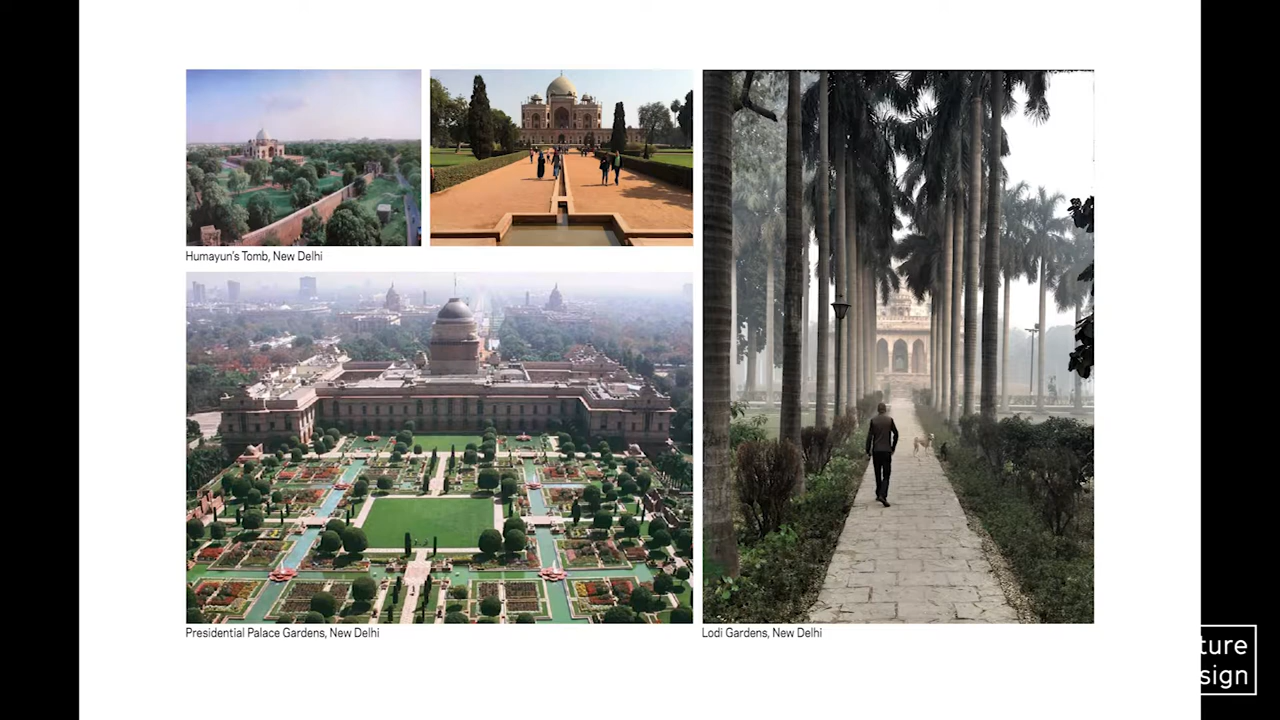 Humayun's Tomb, New Delhi
Presidential Palace Gardens, New Delhi
Lodi Gardens, New Delhi
ture
sign